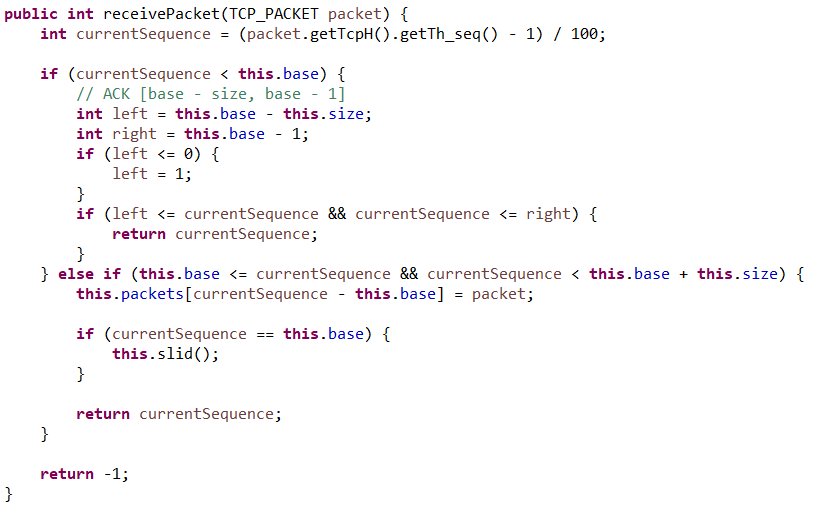 public int receivePacket(TCP_PACKET packet) {
    int currentSequence = (packet.getTcpH().getTh_seq() - 1) / 100;

    if (currentSequence < this.base) {
        // ACK [base - size, base - 1]
        int left = this.base - this.size;
        int right = this.base - 1;
        if (left <= 0) {
            left = 1;
        }
        if (left <= currentSequence && currentSequence <= right) {
            return currentSequence;
        }
    } else if (this.base <= currentSequence && currentSequence < this.base + this.size) {
        this.packets[currentSequence - this.base] = packet;

        if (currentSequence == this.base) {
            this.slid();
        }

        return currentSequence;
    }

    return -1;
}